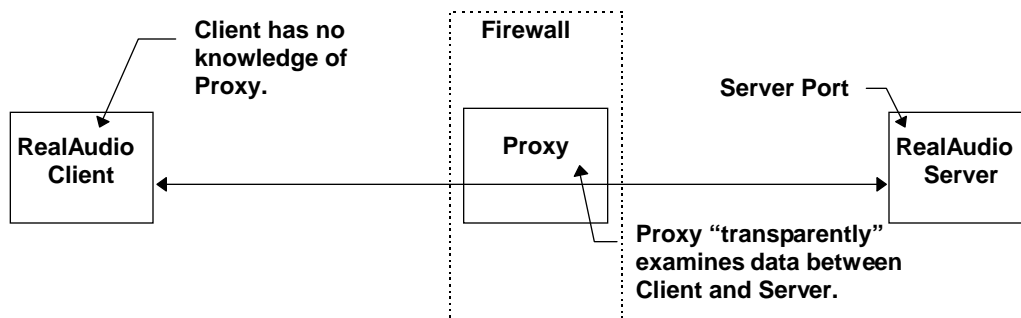 Client has no
knowledge of
Proxy.
Firewall
Server Port
RealAudio
Client
Proxy
RealAudio
Server
Proxy “transparently”
examines data between
Client and Server.